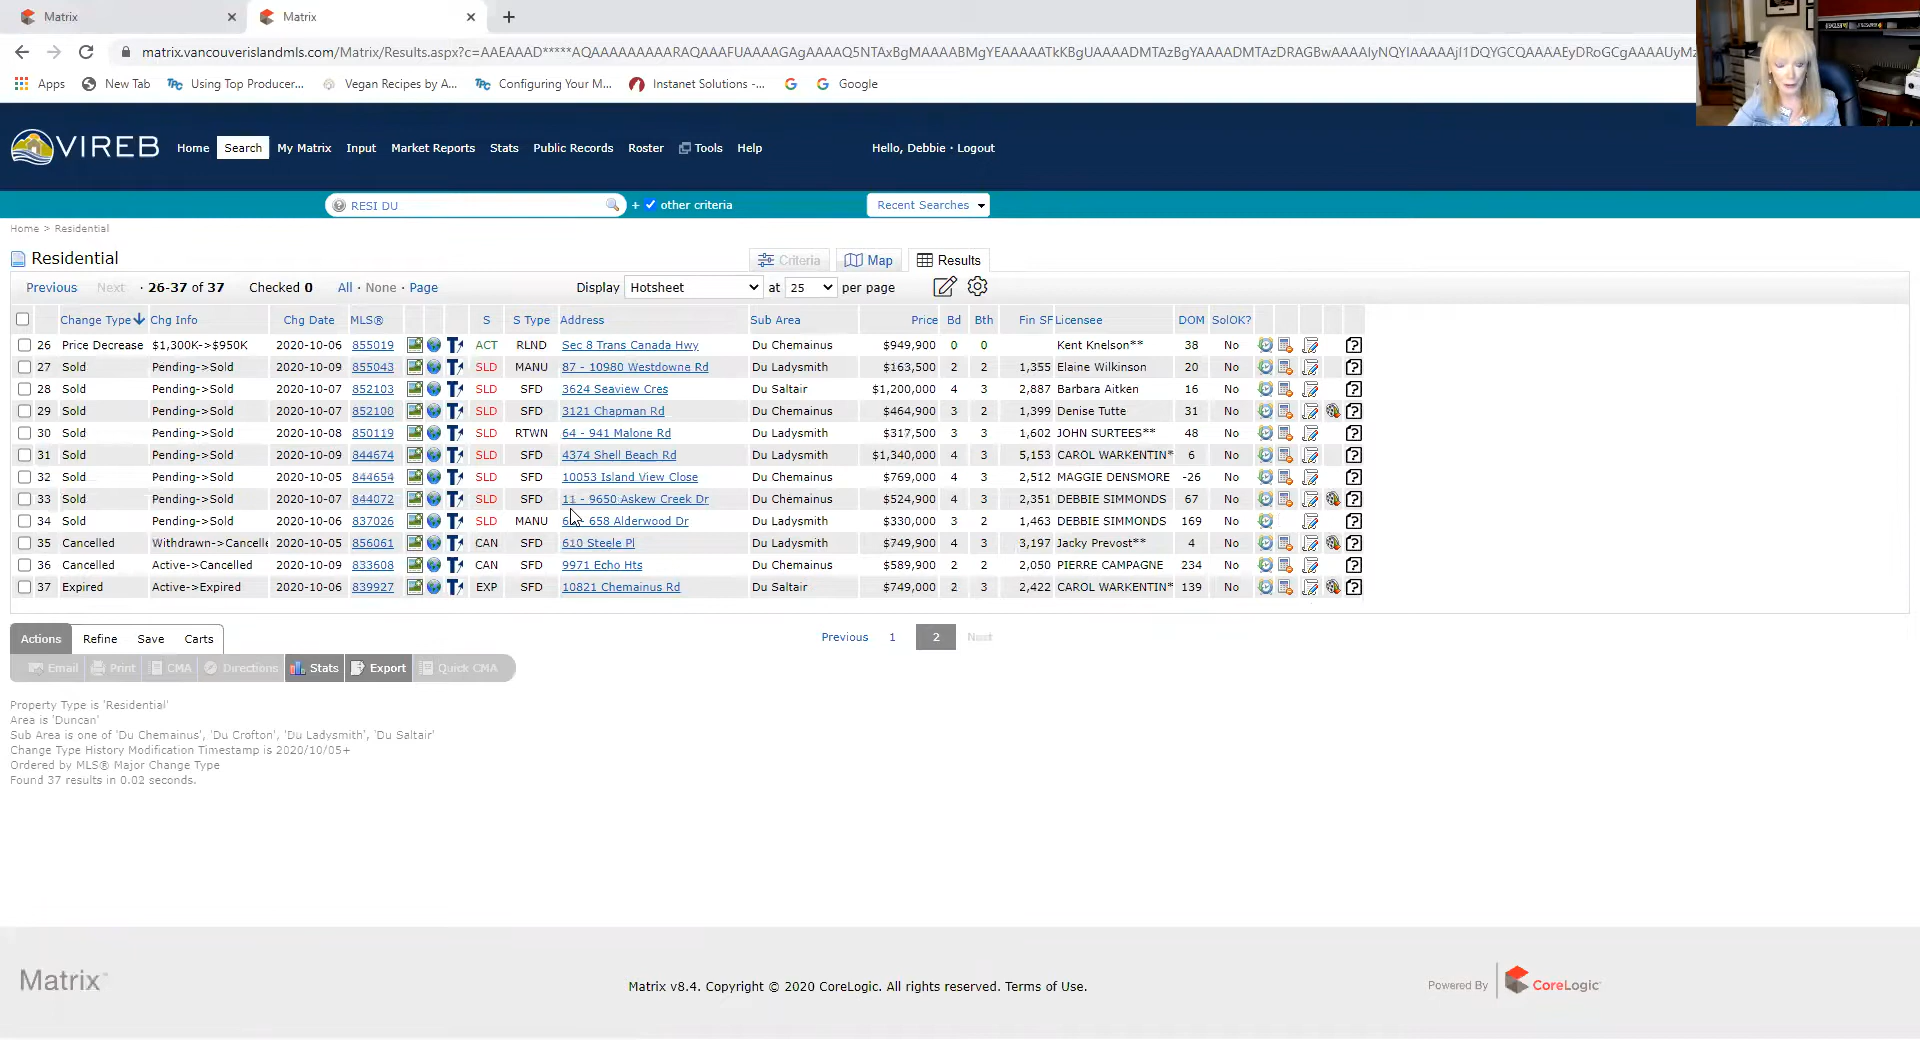 Matrix
Matrix
matrix.vancouverislandmls.com/Matrix/Results.aspx?c=
Apps New Tab Using Top Producer... Vegan Recipes by A... Configuring Your M... Instanet Solutions -... Google
VIREB Home Search My Matrix Input Market Reports Stats Public Records Roster Tools Help Hello, Debbie · Logout
RESI DU + other criteria Recent Searches
Home > Residential
Residential Criteria Map Results
Previous Next · 26-37 of 37 Checked 0 All · None · Page Display Hotsheet at 25 per page
Change Type Chg Info Chg Date MLS® S S Type Address Sub Area Price Bd Bth Fin SF Licensee DOM SolOK?
26 Price Decrease $1,300K->$950K 2020-10-06 855019 ACT RLND Sec 8 Trans Canada Hwy Du Chemainus $949,900 0 0 Kent Knelson** 38 No
27 Sold Pending->Sold 2020-10-09 855043 SLD MANU 87 - 10980 Westdowne Rd Du Ladysmith $163,500 2 2 1,355 Elaine Wilkinson 20 No
28 Sold Pending->Sold 2020-10-07 852103 SLD SFD 3624 Seaview Cres Du Saltair $1,200,000 4 3 2,887 Barbara Aitken 16 No
29 Sold Pending->Sold 2020-10-07 852100 SLD SFD 3121 Chapman Rd Du Chemainus $464,900 3 2 1,399 Denise Tutte 31 No
30 Sold Pending->Sold 2020-10-08 850119 SLD RTWN 64 - 941 Malone Rd Du Ladysmith $317,500 3 3 1,602 JOHN SURTEES** 48 No
31 Sold Pending->Sold 2020-10-09 844674 SLD SFD 4374 Shell Beach Rd Du Ladysmith $1,340,000 4 3 5,153 CAROL WARKENTIN* 6 No
32 Sold Pending->Sold 2020-10-05 844654 SLD SFD 10053 Island View Close Du Chemainus $769,000 4 3 2,512 MAGGIE DENSMORE -26 No
33 Sold Pending->Sold 2020-10-07 844072 SLD SFD 11 - 9650 Askew Creek Dr Du Chemainus $524,900 4 3 2,351 DEBBIE SIMMONDS 67 No
34 Sold Pending->Sold 2020-10-06 837026 SLD MANU - 658 Alderwood Dr Du Ladysmith $330,000 3 2 1,463 DEBBIE SIMMONDS 169 No
35 Cancelled Withdrawn->Cancelle 2020-10-05 856061 CAN SFD 610 Steele Pl Du Ladysmith $749,900 4 3 3,197 Jacky Prevost** 4 No
36 Cancelled Active->Cancelled 2020-10-09 833608 CAN SFD 9971 Echo Hts Du Chemainus $589,900 2 2 2,050 PIERRE CAMPAGNE 234 No
37 Expired Active->Expired 2020-10-06 839927 EXP SFD 10821 Chemainus Rd Du Saltair $749,000 2 3 2,422 CAROL WARKENTIN* 139 No
Actions Refine Save Carts Previous 1 2 Next
Email Print CMA Directions Stats Export Quick CMA
Property Type is 'Residential'
Area is 'Duncan'
Sub Area is one of 'Du Chemainus', 'Du Crofton', 'Du Ladysmith', 'Du Saltair'
Change Type History Modification Timestamp is 2020/10/05+
Ordered by MLS® Major Change Type
Found 37 results in 0.02 seconds.
Matrix Matrix v8.4. Copyright © 2020 CoreLogic. All rights reserved. Terms of Use. Powered By CoreLogic